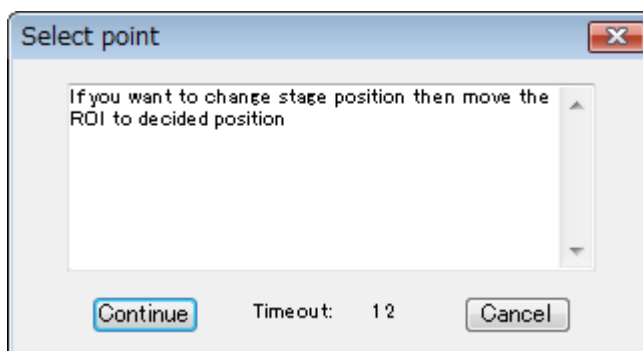 Select point
If you want to change stage position then move the
ROI to decided position
Continue Timeout: 12 Cancel